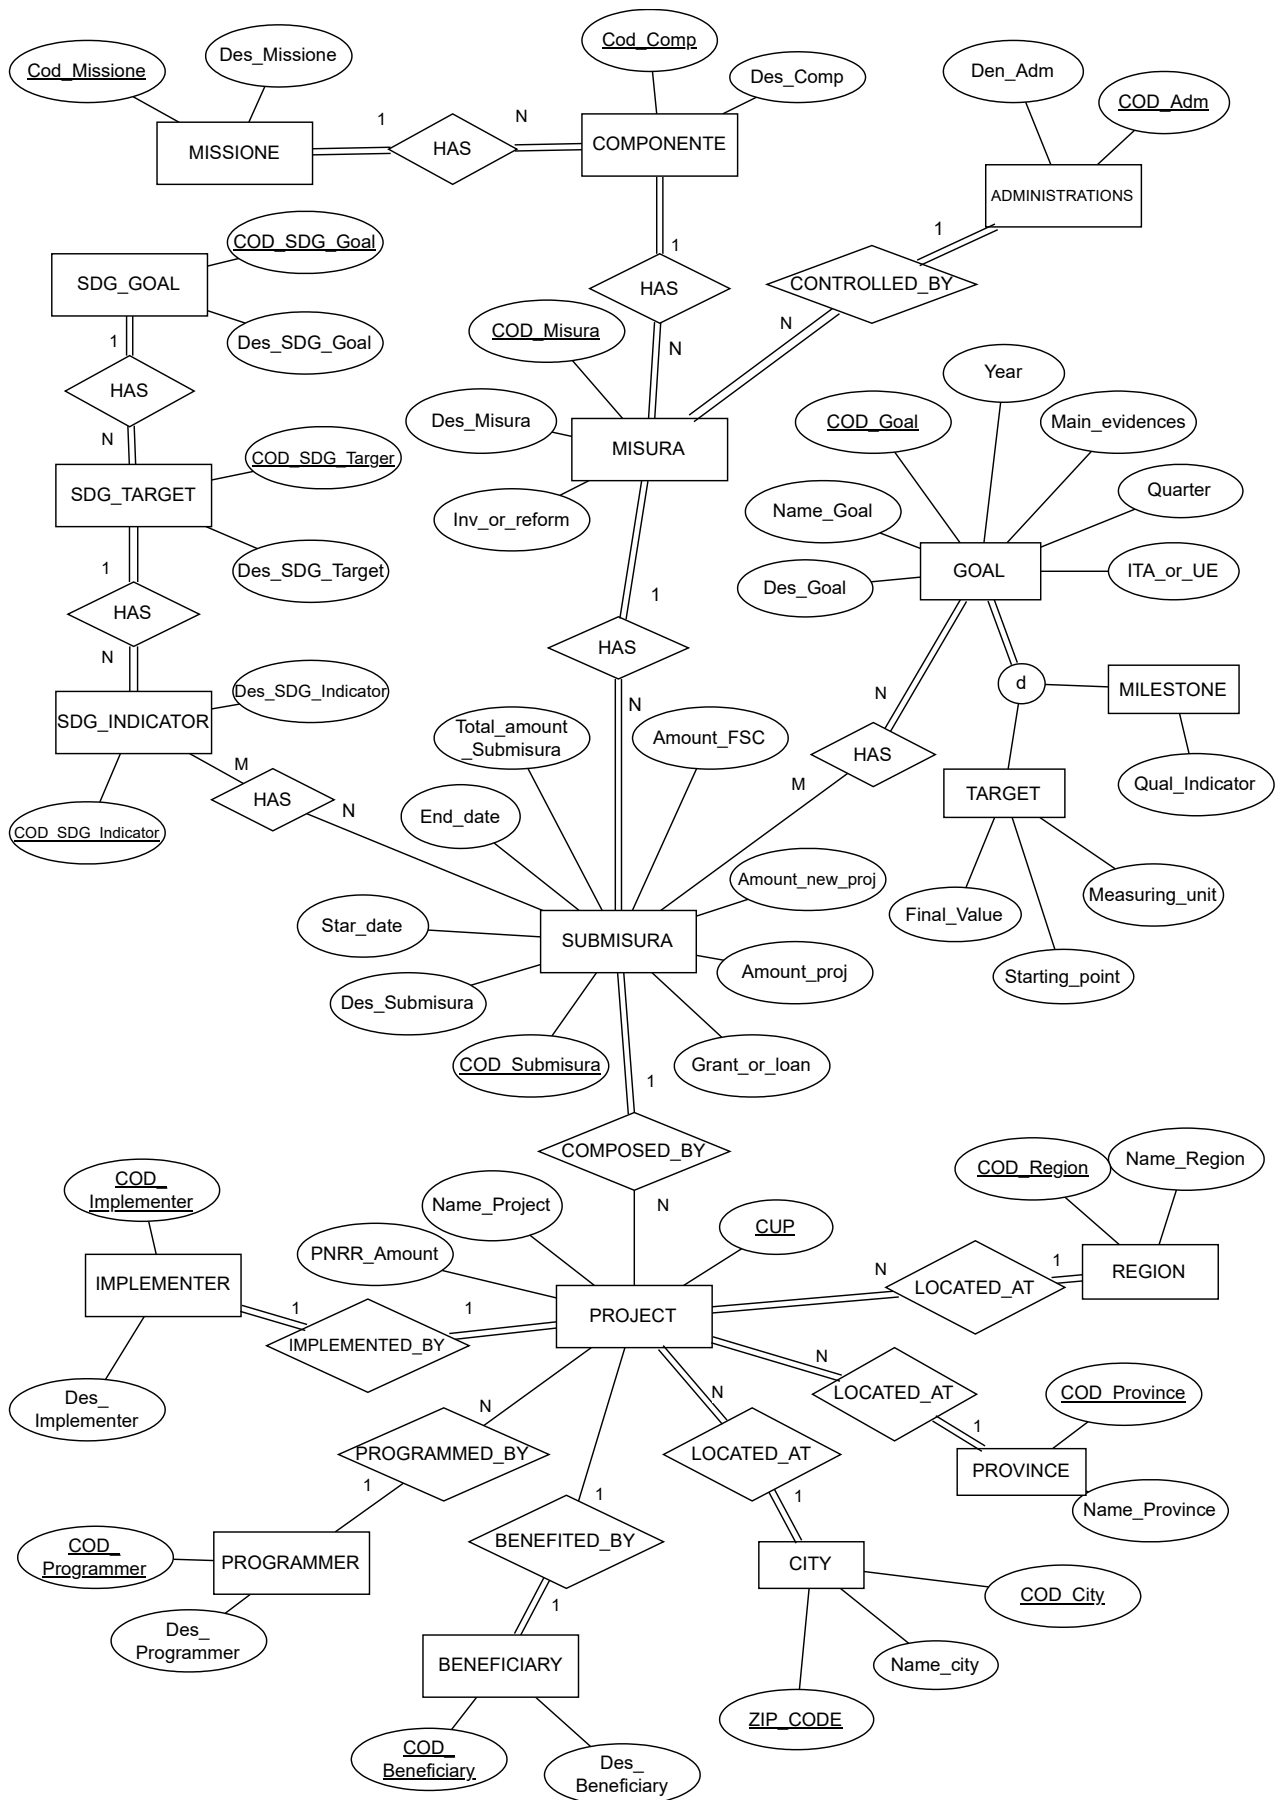 Cod_Comp
Des_Missione
Cod_Missione
Den_Adm
Des_Comp
COD_Adm
1
N
COMPONENTE
HAS
MISSIONE
ADMINISTRATIONS
1
COD_SDG_Goal
1
SDG_GOAL
CONTROLLED_BY
HAS
COD_Misura
N
1
Des_SDG_Goal
N
Year
HAS
COD_Goal
Main_evidences
Des_Misura
N
MISURA
COD_SDG_Targer
Quarter
SDG_TARGET
Name_Goal
Inv_or_reform
1
Des_SDG_Target
GOAL
ITA_or_UE
Des_Goal
1
HAS
HAS
N
d
MILESTONE
Des_SDG_Indicator
N
N
SDG_INDICATOR
Total_amount
_Submisura
Amount_FSC
HAS
M
HAS
M
Qual_Indicator
TARGET
N
End_date
COD_SDG_Indicator
Amount_new_proj
Measuring_unit
Final_Value
Star_date
SUBMISURA
Amount_proj
Starting_point
Des_Submisura
COD_Submisura
Grant_or_loan
1
COMPOSED_BY
COD_Region
Name_Region
COD_
Implementer
Name_Project
N
CUP
PNRR_Amount
1
REGION
N
IMPLEMENTER
LOCATED_AT
1
1
PROJECT
IMPLEMENTED_BY
N
Des_
Implementer
N
LOCATED_AT
COD_Province
N
1
PROGRAMMED_BY
LOCATED_AT
PROVINCE
1
1
1
Name_Province
BENEFITED_BY
COD_
Programmer
PROGRAMMER
CITY
COD_City
1
Des_
Programmer
BENEFICIARY
Name_city
ZIP_CODE
COD_
Beneficiary
Des_
Beneficiary